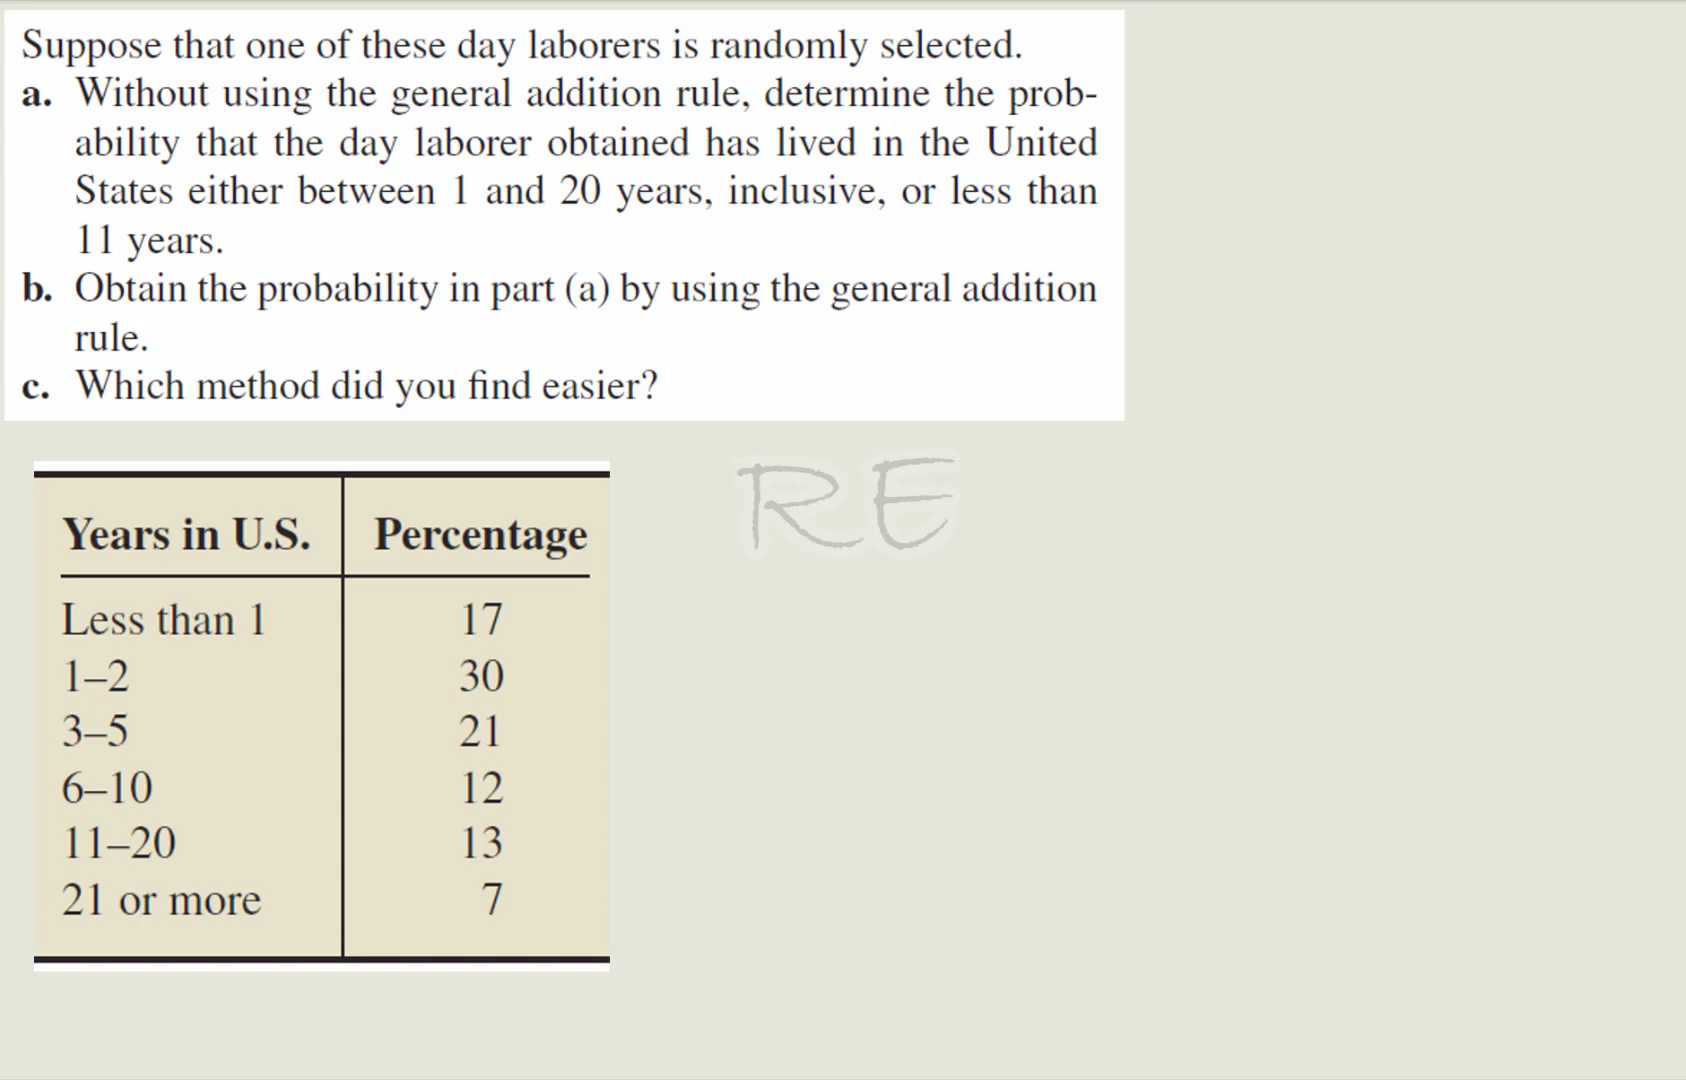 Suppose that one of these day laborers is randomly selected.
a. Without using the general addition rule, determine the prob-
ability that the day laborer obtained has lived in the United
States either between 1 and 20 years, inclusive, or less than
11 years.
b. Obtain the probability in part (a) by using the general addition
rule.
c. Which method did you find easier?
RE
Years in U.S. Percentage
Less than 1 17
1–2 30
3–5 21
6–10 12
11–20 13
21 or more 7